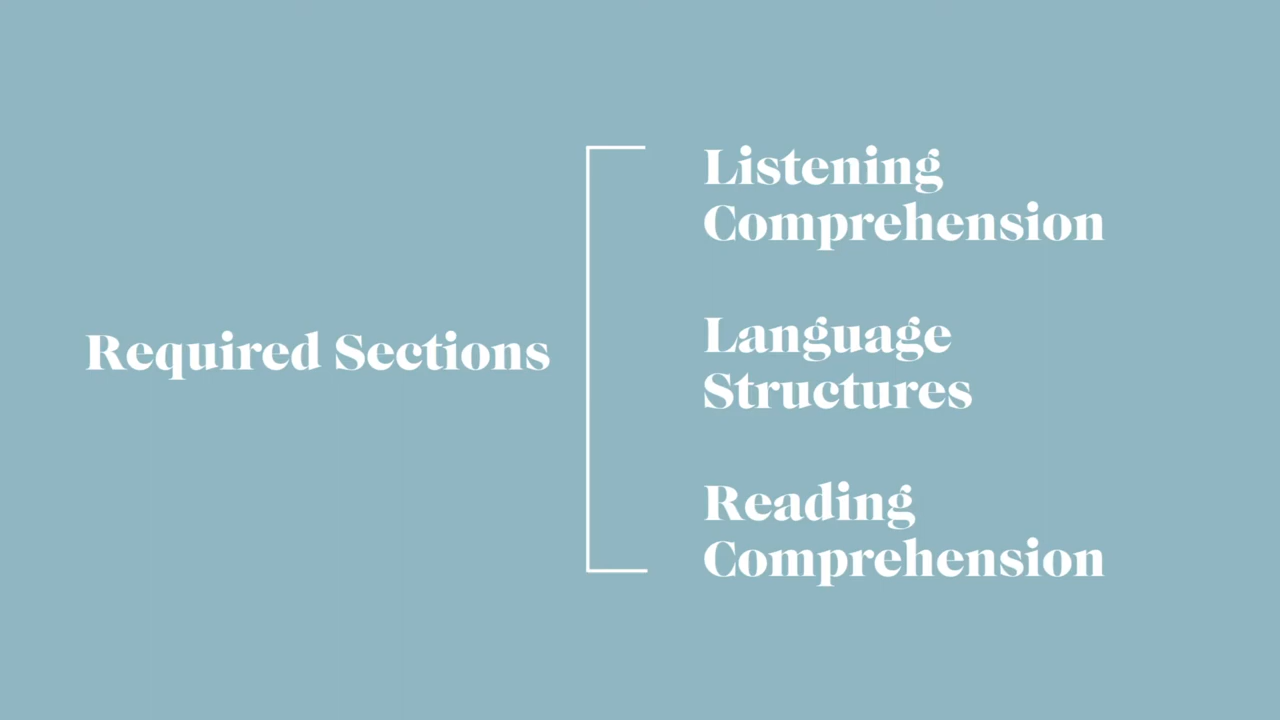 Required Sections
Listening
Comprehension
Language
Structures
Reading
Comprehension